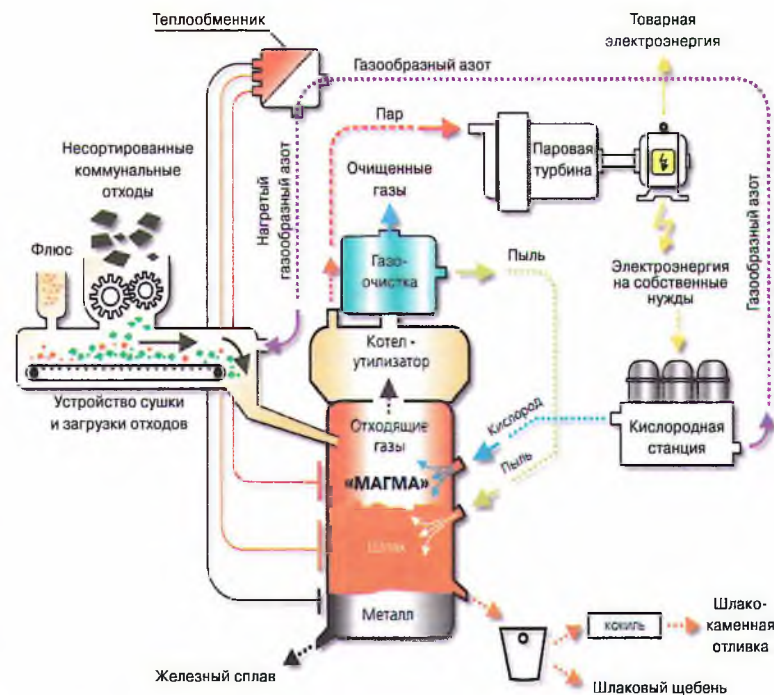 Теплообменник
Товарная
электроэнергия
Газообразный азот
Пар
Несортированные
коммунальные
отходы
Паровая
турбина
Очищенные
газы
Нагретый
газообразный азот
Газообразный азот
Флюс
Газо-
очистка
Пыль
Электроэнергия
на собственные
нужды
Котел -
утилизатор
Устройство сушки
и загрузки отходов
Отходящие
газы
Кислород
Кислородная
станция
«МАГМА»
Пыль
Шлак
Металл
кокиль
Шлако-
каменная
отливка
Железный сплав
Шлаковый щебень